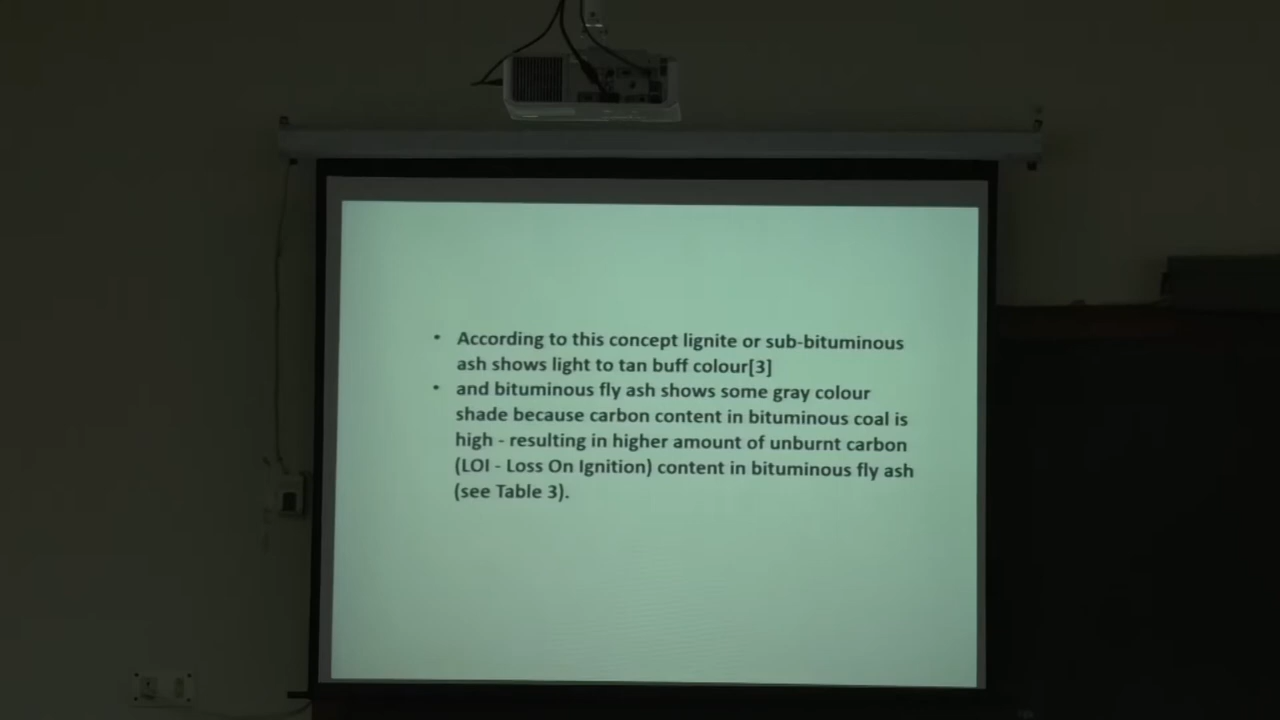 • According to this concept lignite or sub-bituminous
ash shows light to tan buff colour[3]
• and bituminous fly ash shows some gray colour
shade because carbon content in bituminous coal is
high - resulting in higher amount of unburnt carbon
(LOI - Loss On Ignition) content in bituminous fly ash
(see Table 3).